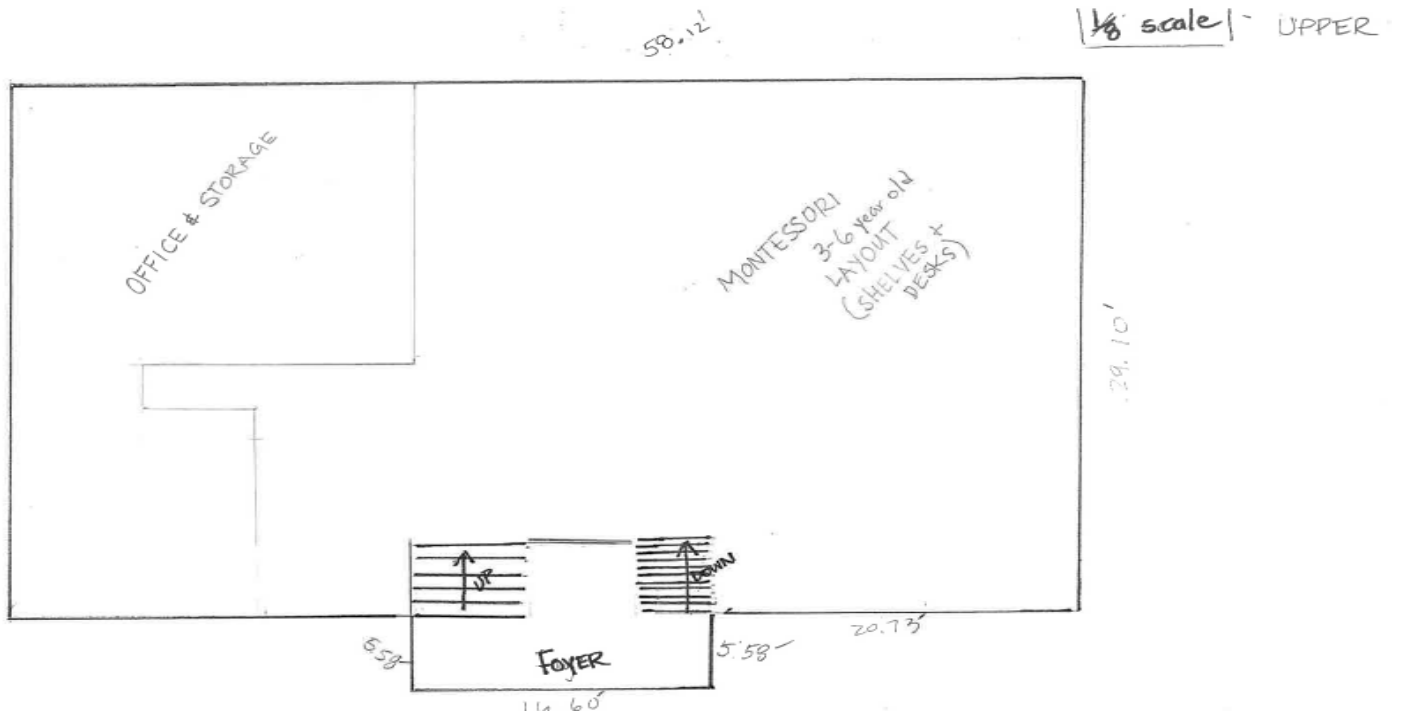 1/8 scale - UPPER
58.12'
OFFICE & STORAGE
MONTESSORI
3-6 year old
LAYOUT
(SHELVES +
DESKS)
29.10'
UP
DOWN
5.58
FOYER
5.58
20.73'
16.60'